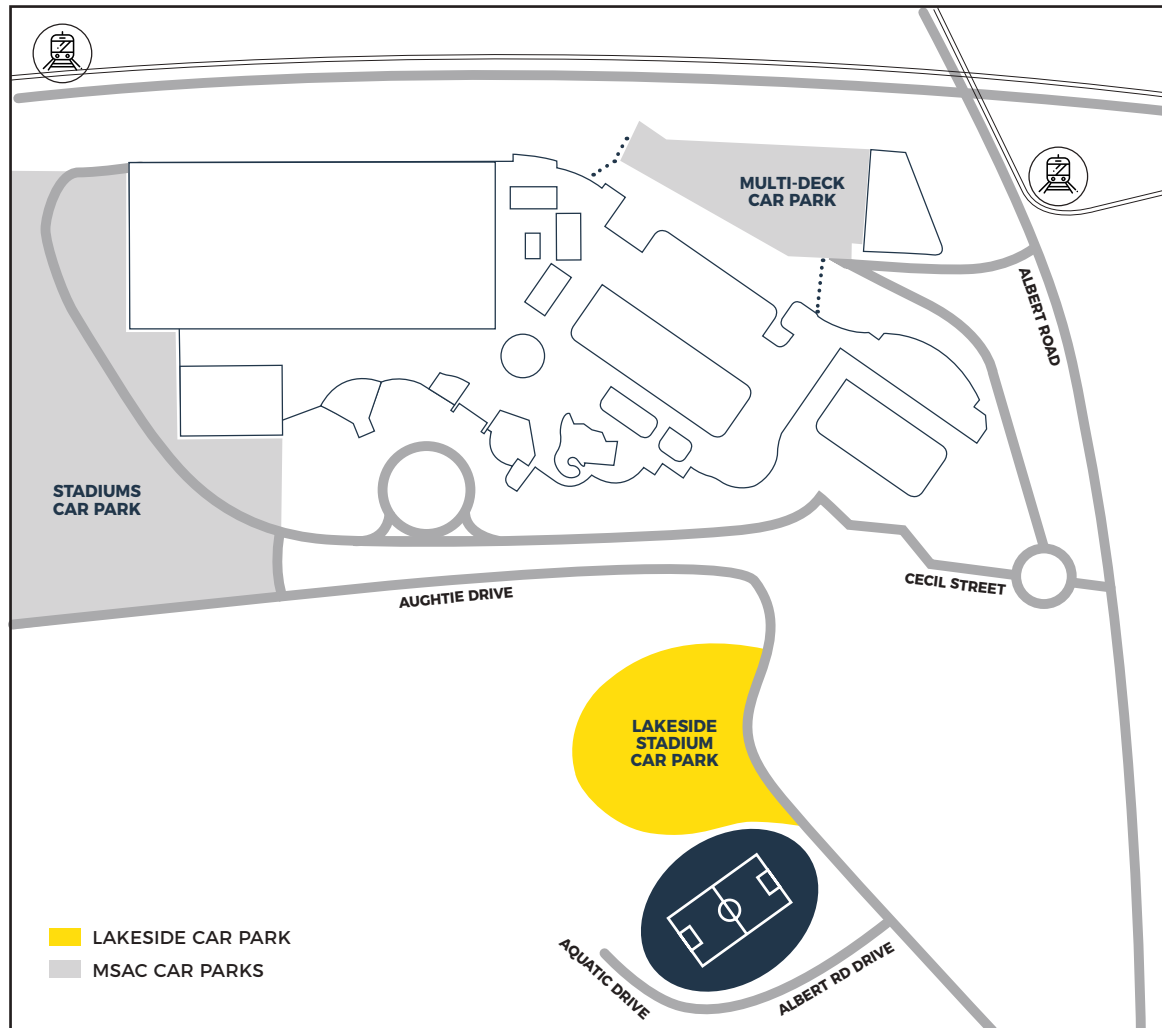 MULTI-DECK
CAR PARK
ALBERT ROAD
STADIUMS
CAR PARK
CECIL STREET
AUGHTIE DRIVE
LAKESIDE
STADIUM
CAR PARK
LAKESIDE CAR PARK
MSAC CAR PARKS
AQUATIC DRIVE
ALBERT RD DRIVE